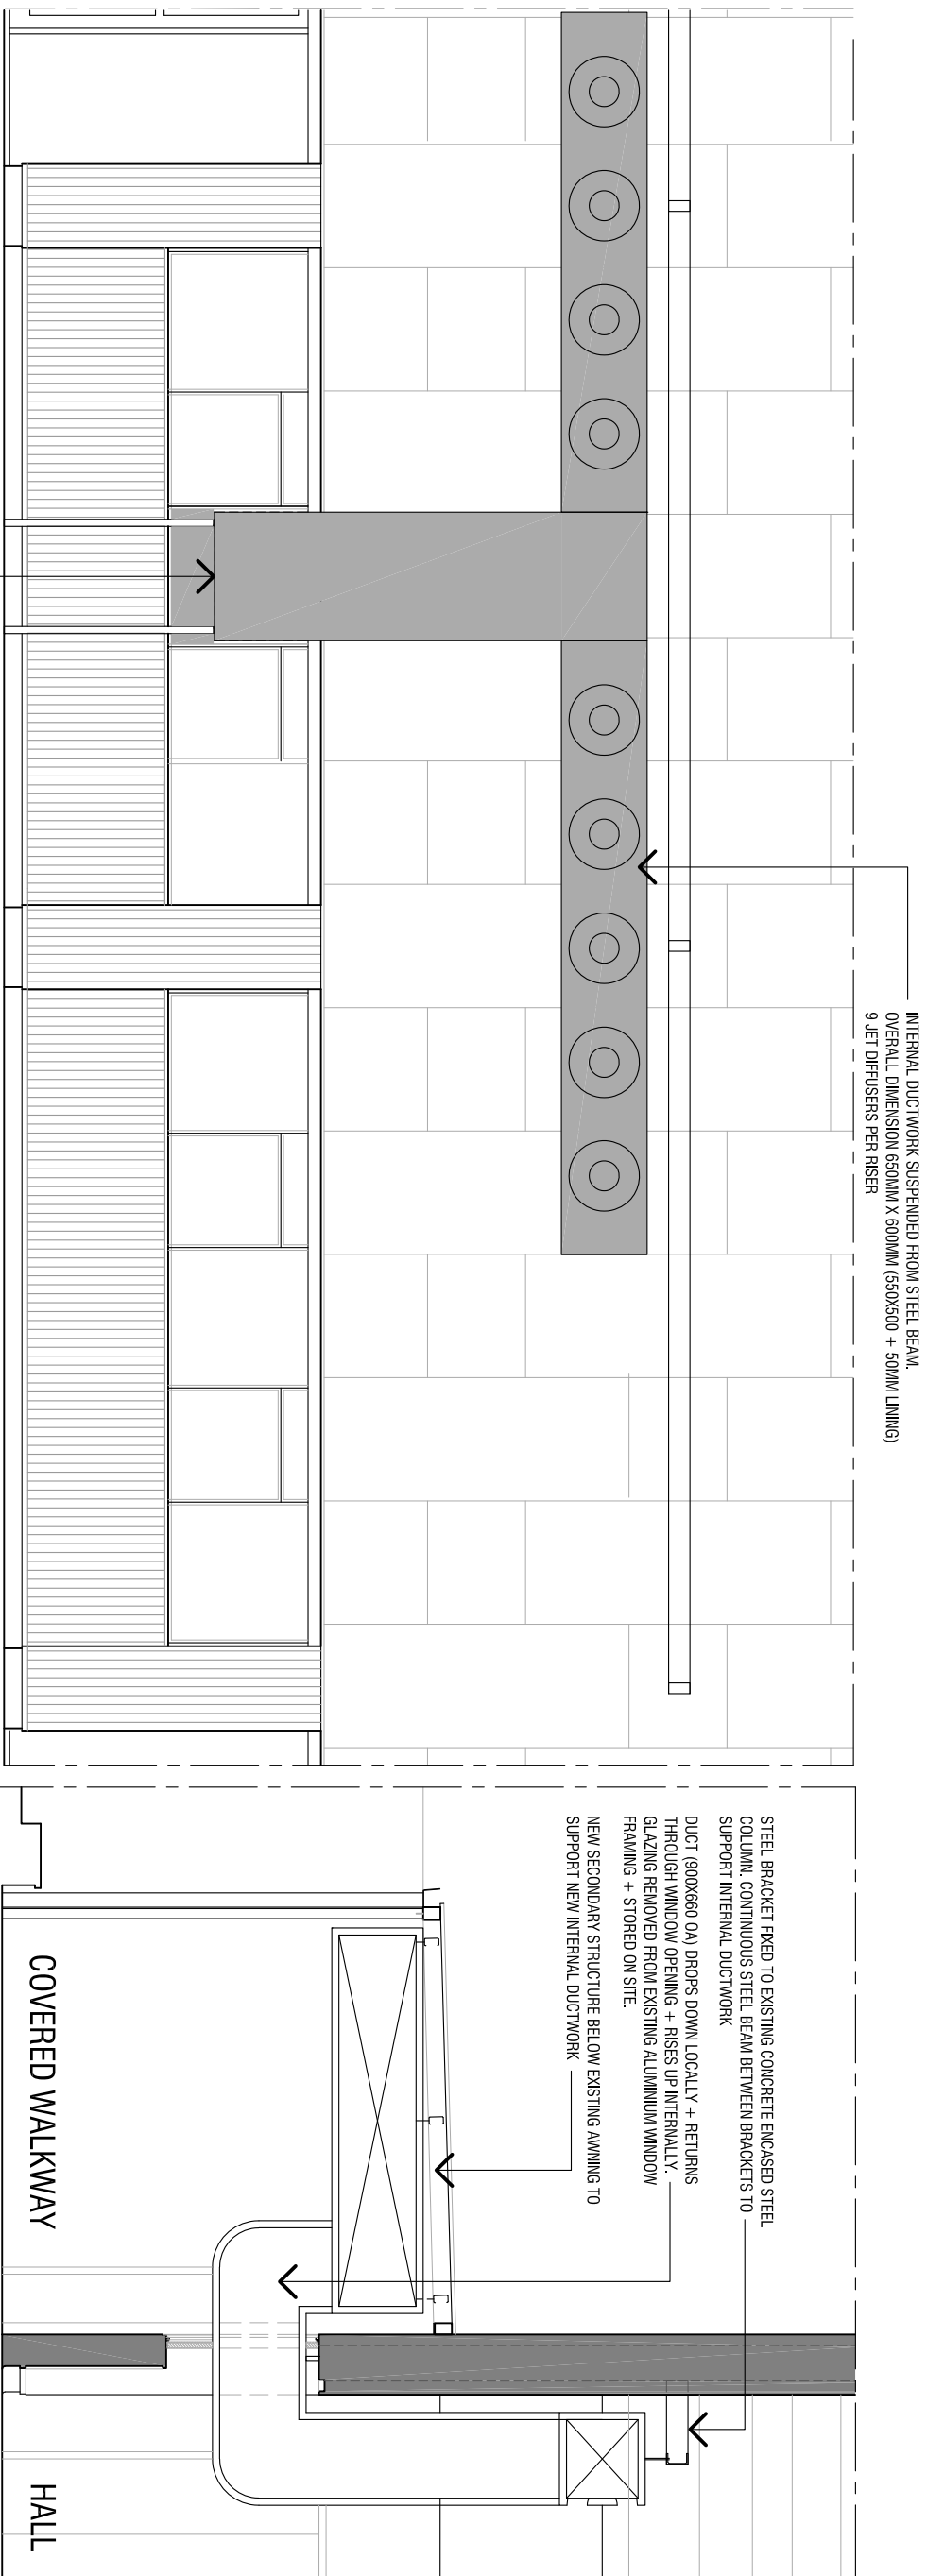 INTERNAL DUCTWORK SUSPENDED FROM STEEL BEAM.
OVERALL DIMENSION 650MM X 600MM (550X500 + 50MM LINING)
9 JET DIFFUSERS PER RISER
STEEL BRACKET FIXED TO EXISTING CONCRETE ENCASED STEEL
COLUMN. CONTINUOUS STEEL BEAM BETWEEN BRACKETS TO
SUPPORT INTERNAL DUCTWORK
DUCT (900X660 OA) DROPS DOWN LOCALLY + RETURNS
THROUGH WINDOW OPENING + RISES UP INTERNALLY.
GLAZING REMOVED FROM EXISTING ALUMINIUM WINDOW
FRAMING + STORED ON SITE.
NEW SECONDARY STRUCTURE BELOW EXISTING AWNING TO
SUPPORT NEW INTERNAL DUCTWORK
COVERED WALKWAY
HALL